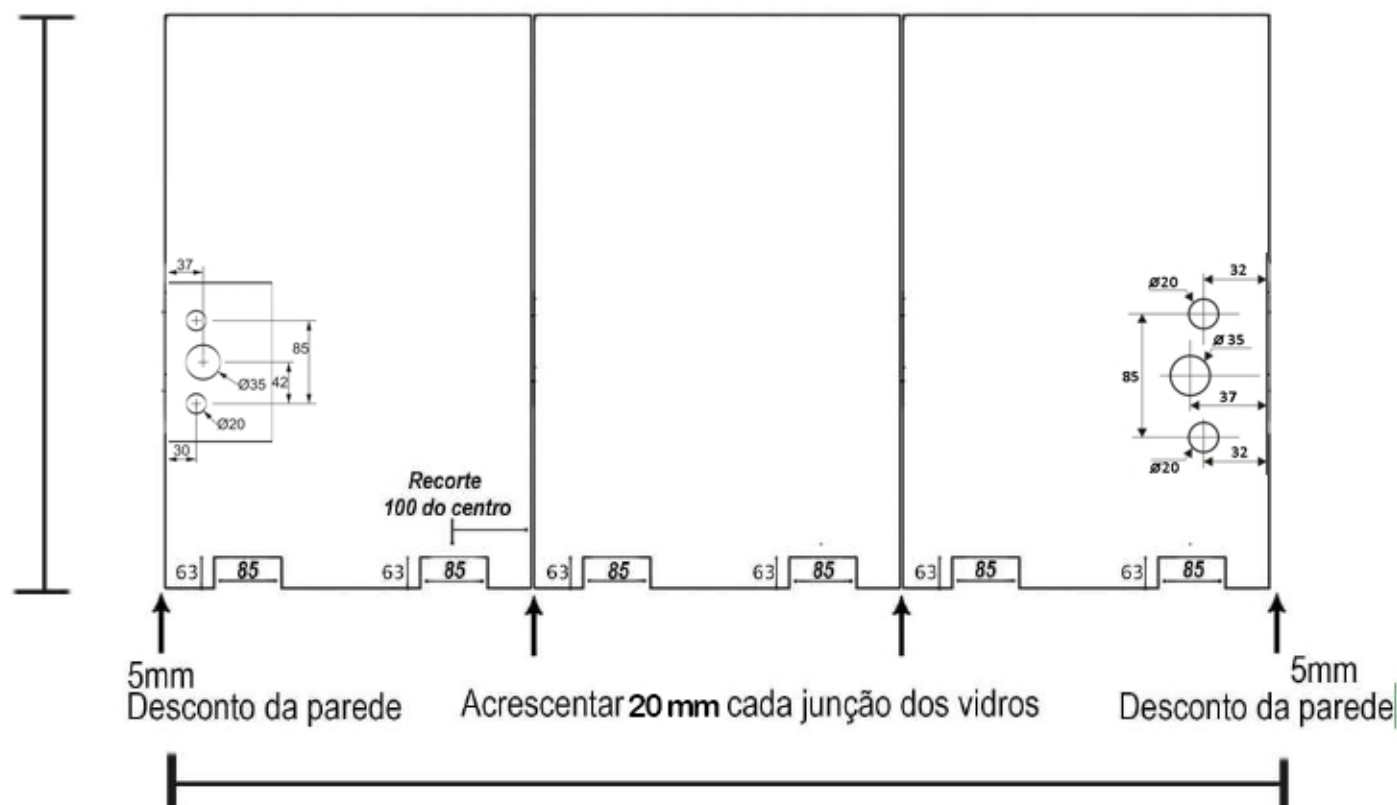 37
32
ø20
85
42
Ø35
Ø20
30
ø 35
85
37
ø20
32
Recorte
100 do centro
63 85 63 85 63 85 63 85 63 85 63 85
5mm
Desconto da parede
Acrescentar 20 mm cada junção dos vidros
5mm
Desconto da parede